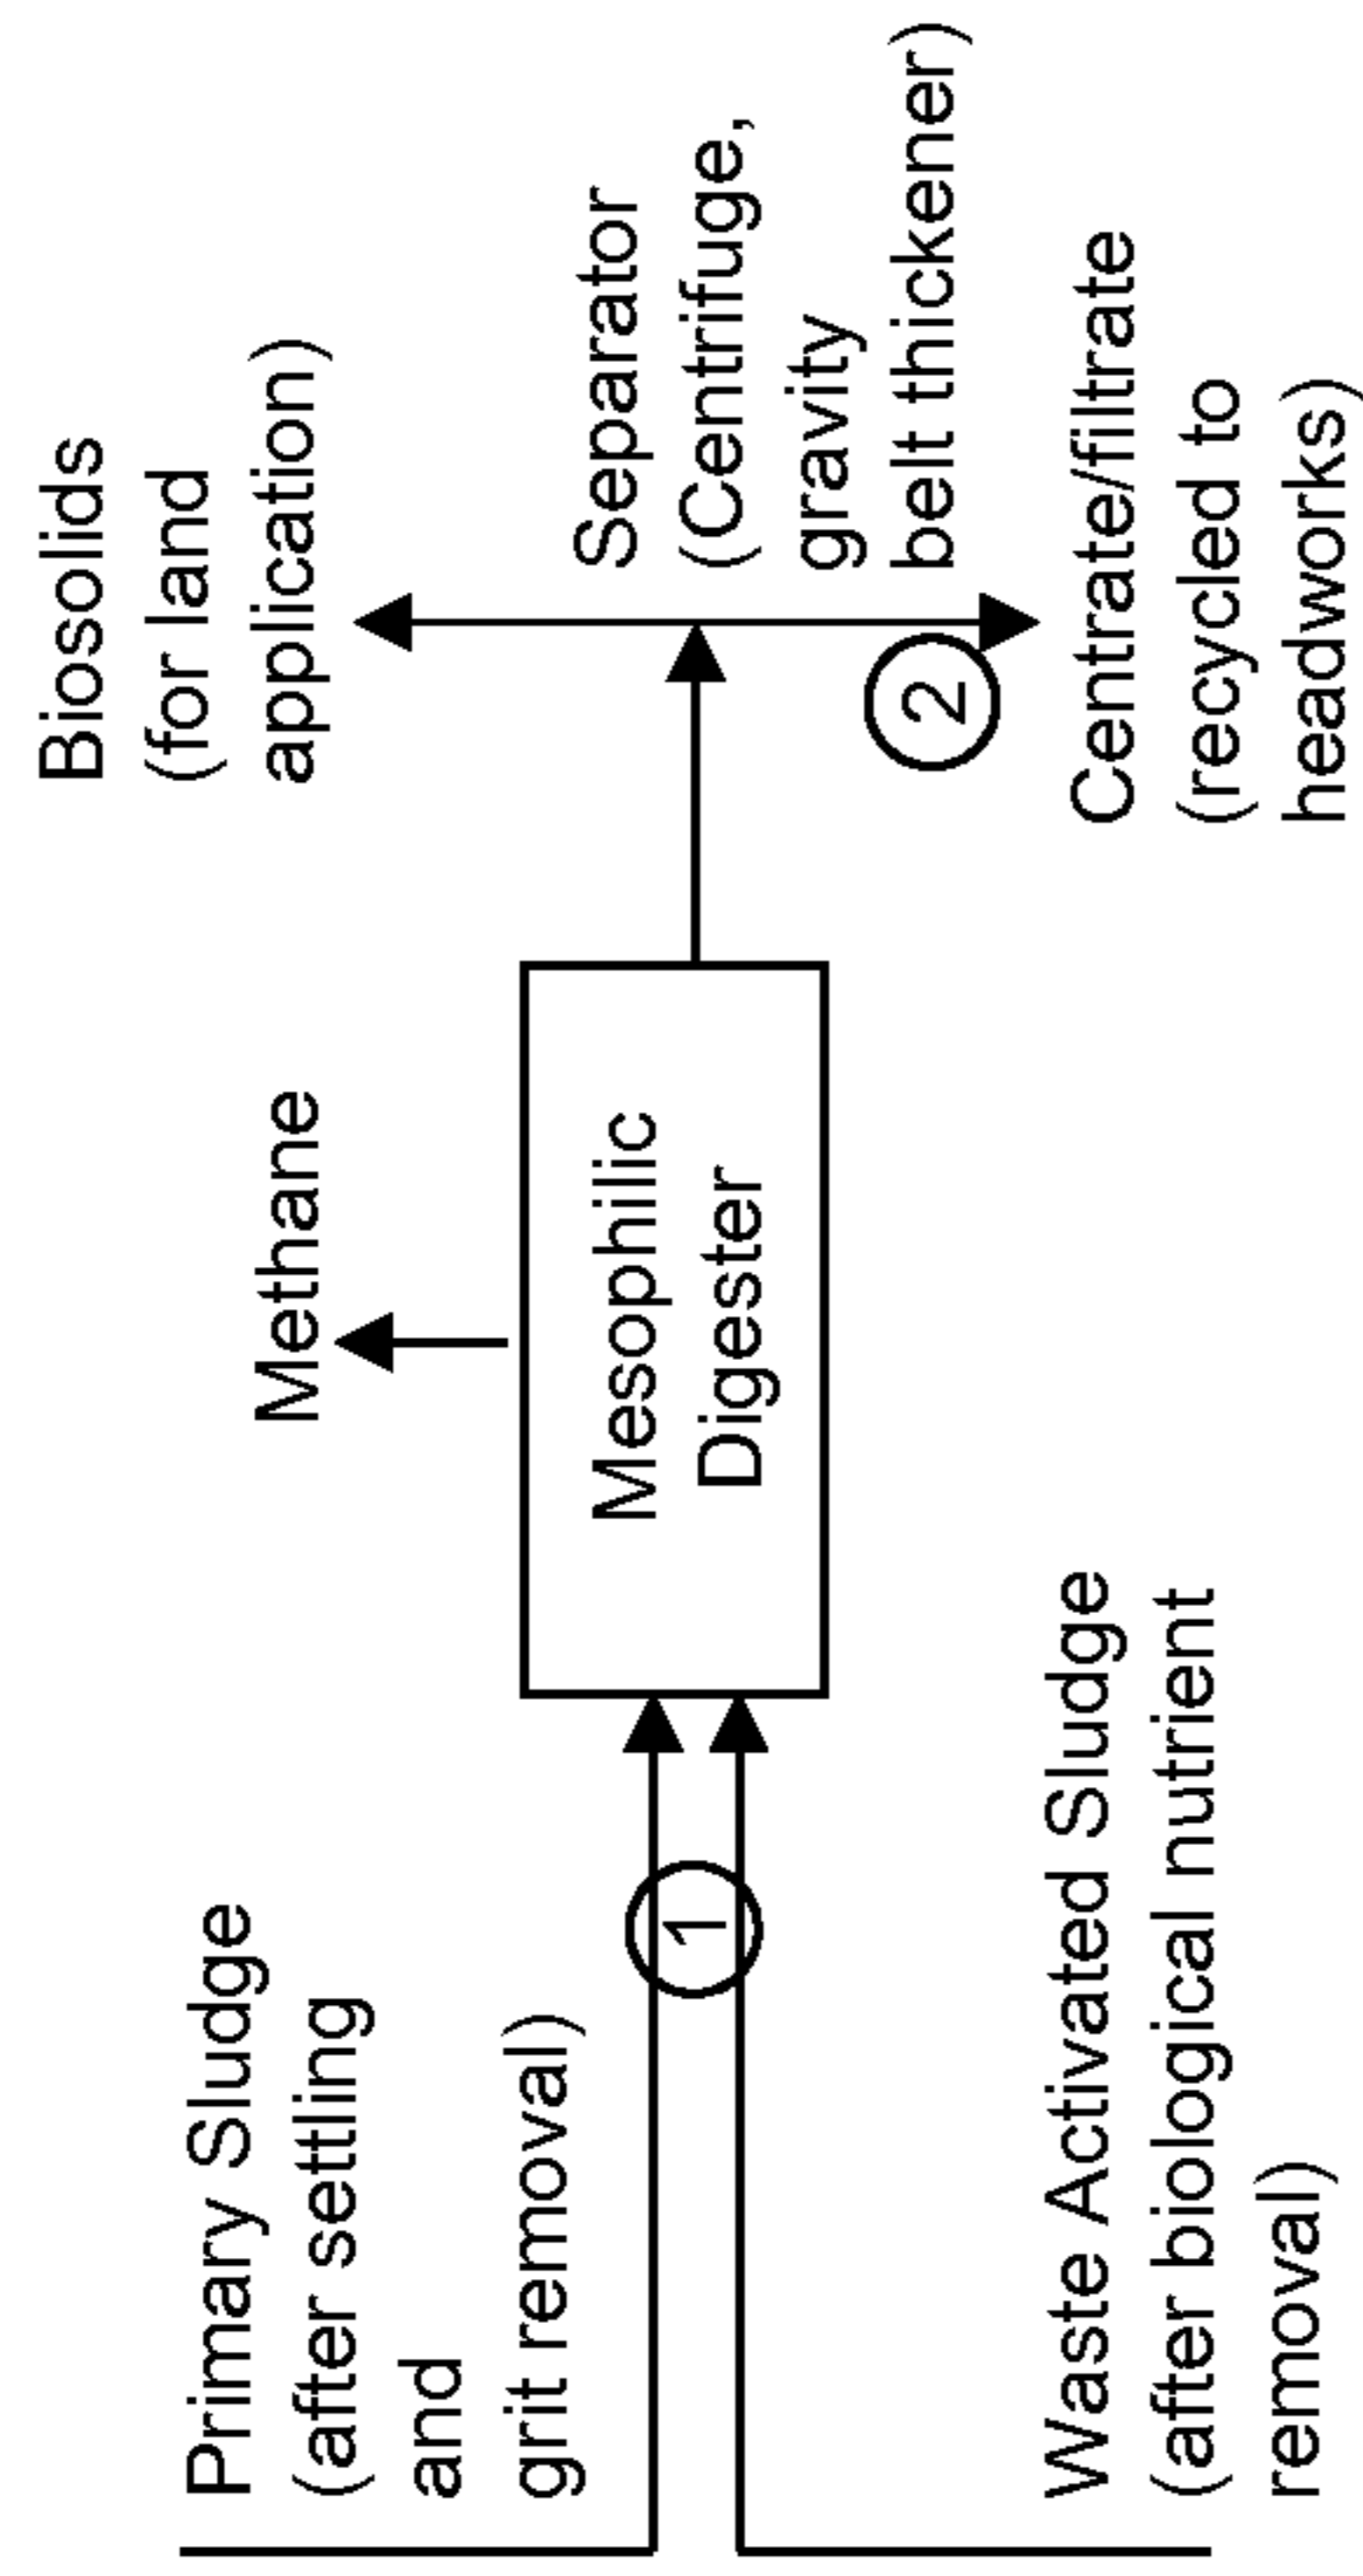 Primary Sludge
(after settling
and
grit removal)
Waste Activated Sludge
(after biological nutrient
removal)
1
Methane
Mesophilic
Digester
Biosolids
(for land
application)
Separator
(Centrifuge,
gravity
belt thickener)
2
Centrate/filtrate
(recycled to
headworks)